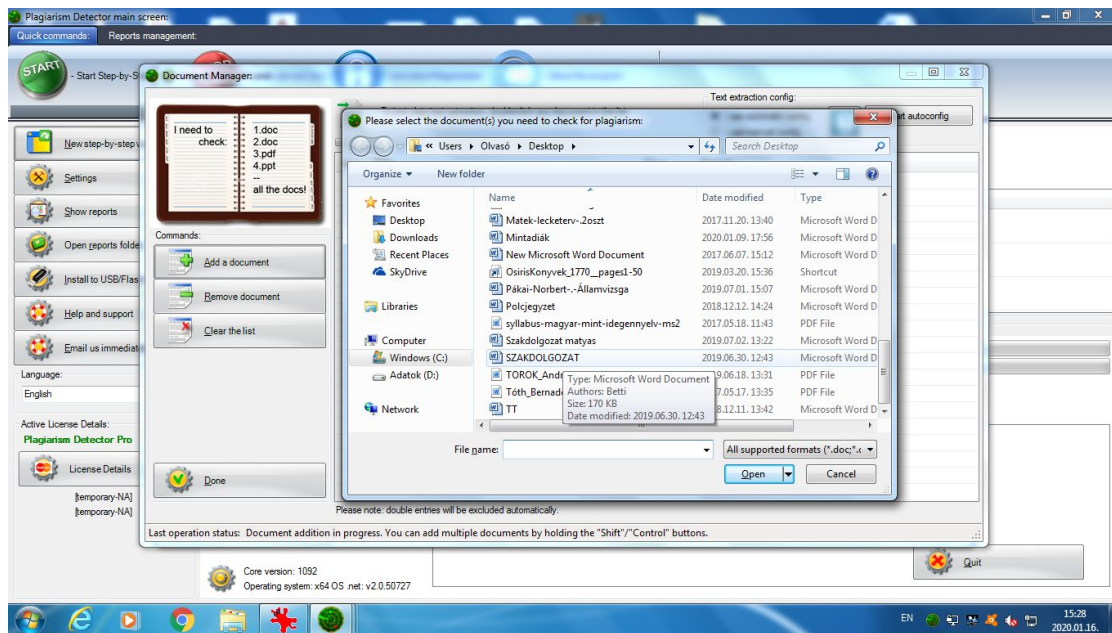 Plagiarism Detector main screen:
Quick commands: Reports management:
START
- Start Step-by-S
Document Manager:
I need to check:
1.doc
2.doc
3.pdf
4.ppt
--
all the docs!
Text extraction config:
art autoconfig
New step-by-step
Settings
Show reports
Open reports folde
Install to USB/Flas
Help and support
Email us immediat
Language:
English
Active License Details:
Plagiarism Detector Pro
License Details
[temporary-NA]
[temporary-NA]
Commands:
Add a document
Remove document
Clear the list
Done
Please select the document(s) you need to check for plagiarism:
« Users Olvasó Desktop
Search Desktop
Organize New folder
Favorites
Desktop
Downloads
Recent Places
SkyDrive
Libraries
Computer
Windows (C:)
Adatok (D:)
Network
Name Date modified Type
Matek-lecketerv-.2oszt 2017.11.20. 13:40 Microsoft Word D
Mintadiák 2020.01.09. 17:56 Microsoft Word D
New Microsoft Word Document 2017.06.07. 15:12 Microsoft Word D
OsirisKonyvek_1770__pages1-50 2019.03.20. 15:36 Shortcut
Pákai-Norbert-.-Államvizsga 2019.07.01. 15:07 Microsoft Word D
Polcjegyzet 2018.12.12. 14:24 Microsoft Word D
syllabus-magyar-mint-idegennyelv-ms2 2017.05.18. 11:43 PDF File
Szakdolgozat matyas 2019.07.02. 13:22 Microsoft Word D
SZAKDOLGOZAT 2019.06.30. 12:43 Microsoft Word D
TOROK_And 9.06.18. 13:31 PDF File
Tóth_Bernad 7.05.17. 13:35 PDF File
TT 8.12.11. 13:42 Microsoft Word D
Type: Microsoft Word Document
Authors: Betti
Size: 170 KB
Date modified: 2019.06.30. 12:43
File name:
All supported formats (*.doc;*.c
Open Cancel
Please note: double entries will be excluded automatically.
Last operation status: Document addition in progress. You can add multiple documents by holding the "Shift"/"Control" buttons.
Core version: 1092
Operating system: x64 OS .net: v2.0.50727
Quit
EN
15:28
2020.01.16.